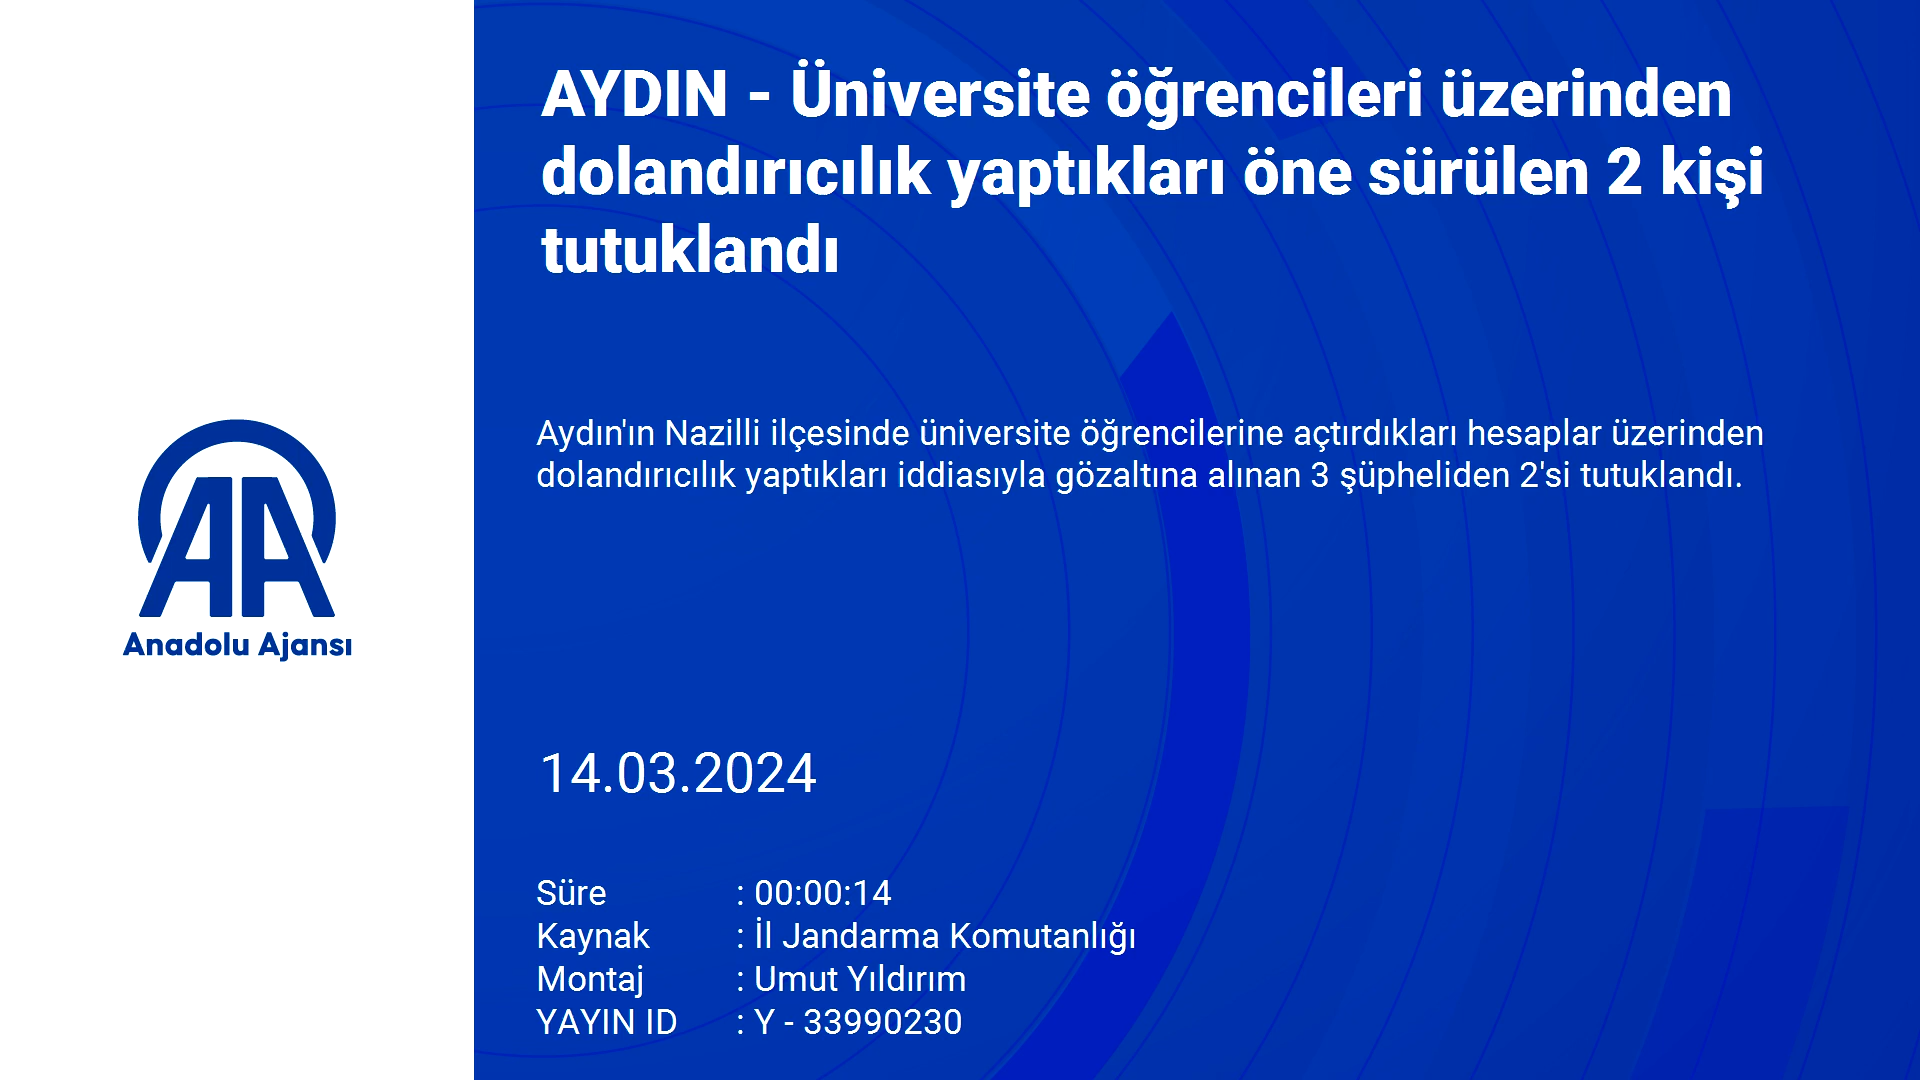 AYDIN - Üniversite öğrencileri üzerinden
dolandırıcılık yaptıkları öne sürülen 2 kişi
tutuklandı
Aydın'ın Nazilli ilçesinde üniversite öğrencilerine açtırdıkları hesaplar üzerinden
dolandırıcılık yaptıkları iddiasıyla gözaltına alınan 3 şüpheliden 2'si tutuklandı.
AA
Anadolu Ajansı
14.03.2024
Süre : 00:00:14
Kaynak : İl Jandarma Komutanlığı
Montaj : Umut Yıldırım
YAYIN ID : Y - 33990230